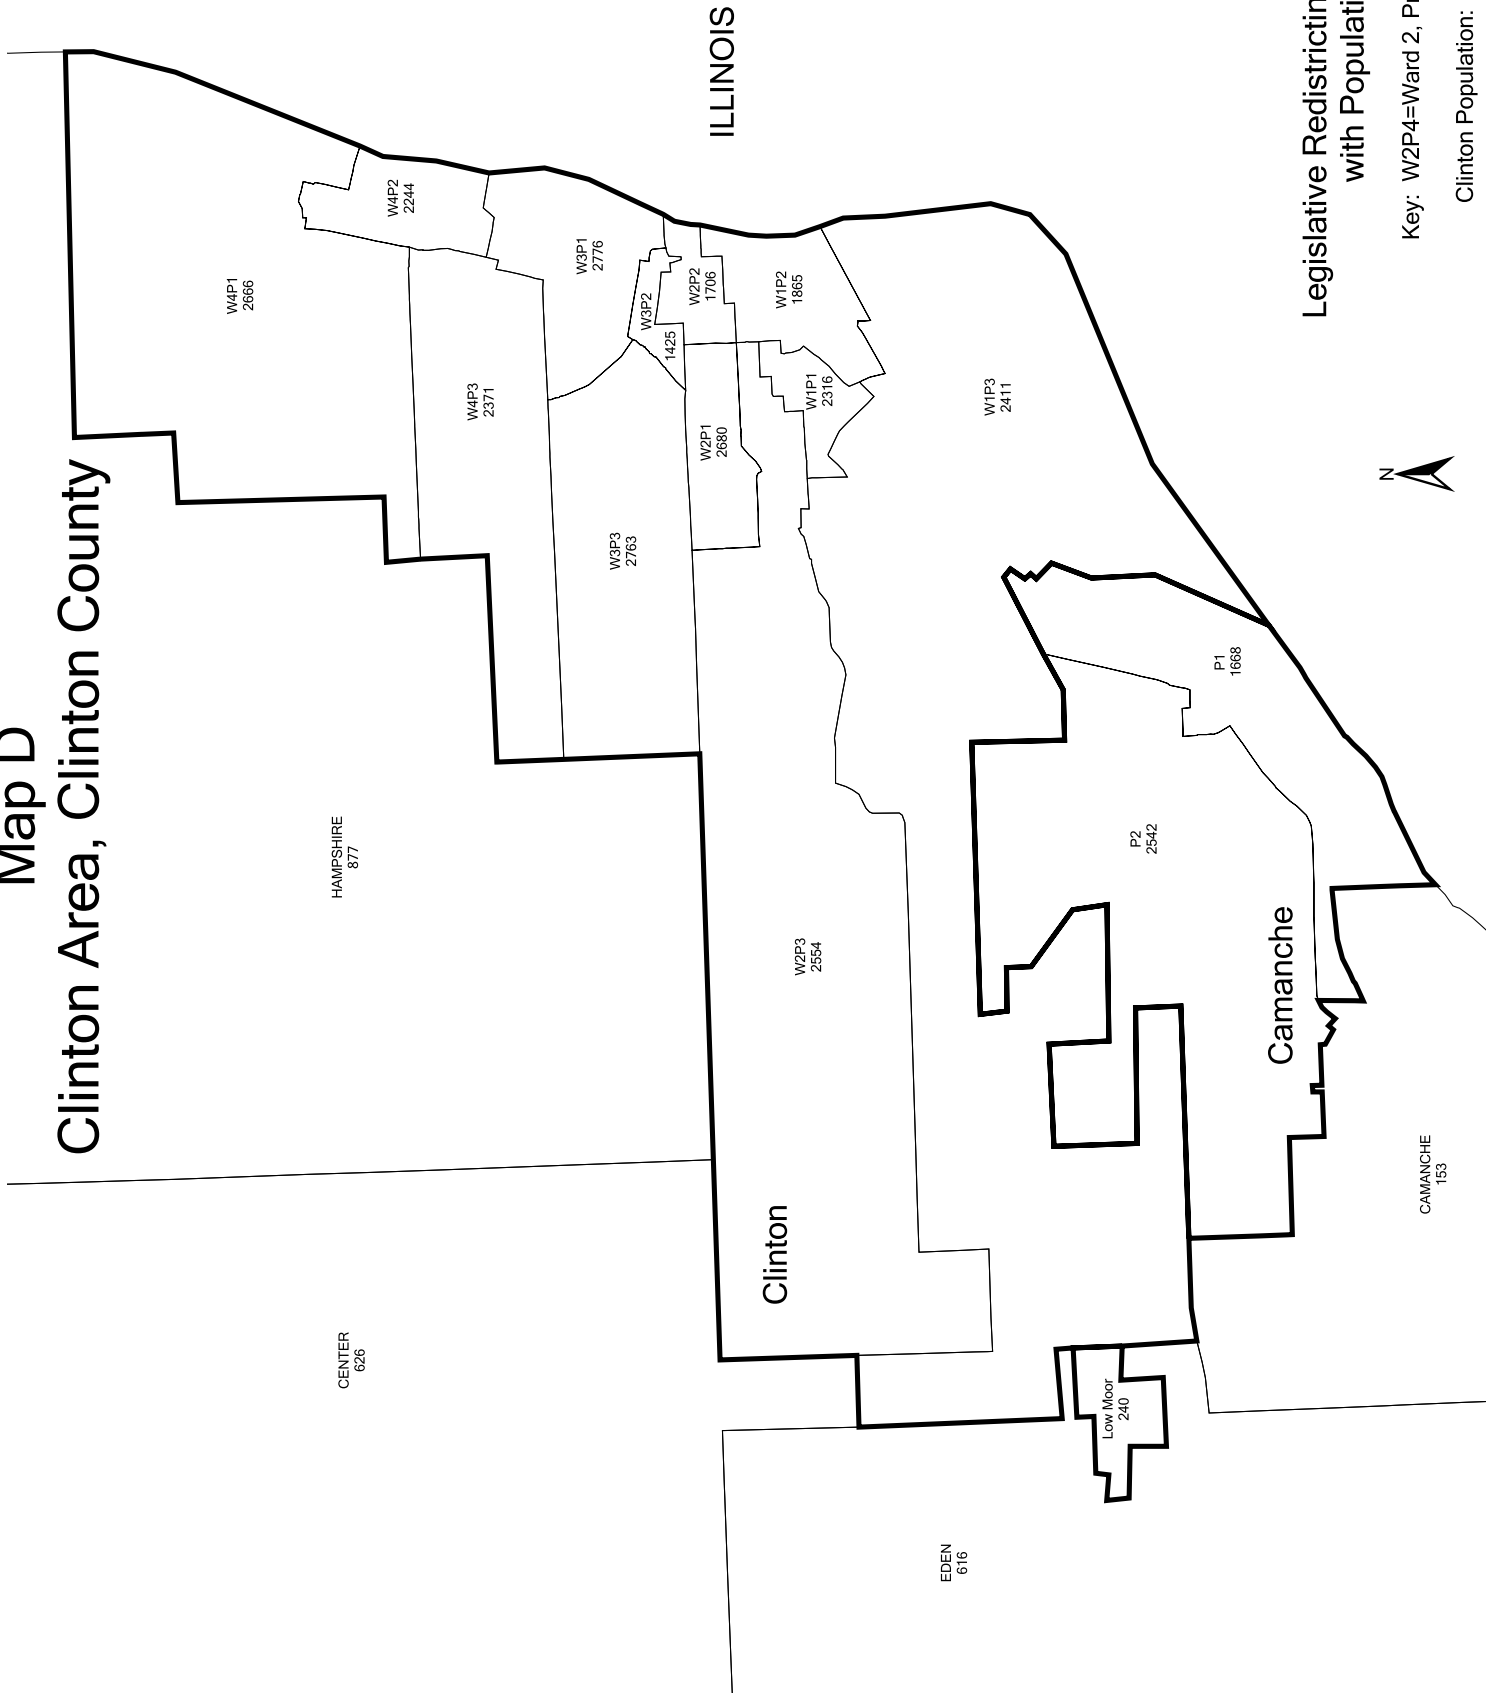 Map D
Clinton Area, Clinton County
HAMPSHIRE
877
CENTER
626
W4P1
2666
W4P2
2244
W4P3
2371
W3P1
2776
W3P2
1425
W3P3
2763
W2P2
1706
W2P1
2680
W1P2
1865
W1P1
2316
W1P3
2411
W2P3
2554
ILLINOIS
Clinton
P1
1668
P2
2542
Camanche
CAMANCHE
153
Low Moor
240
EDEN
616
N
Legislative Redistrictin
with Populati
Key: W2P4=Ward 2, Pr
Clinton Population: